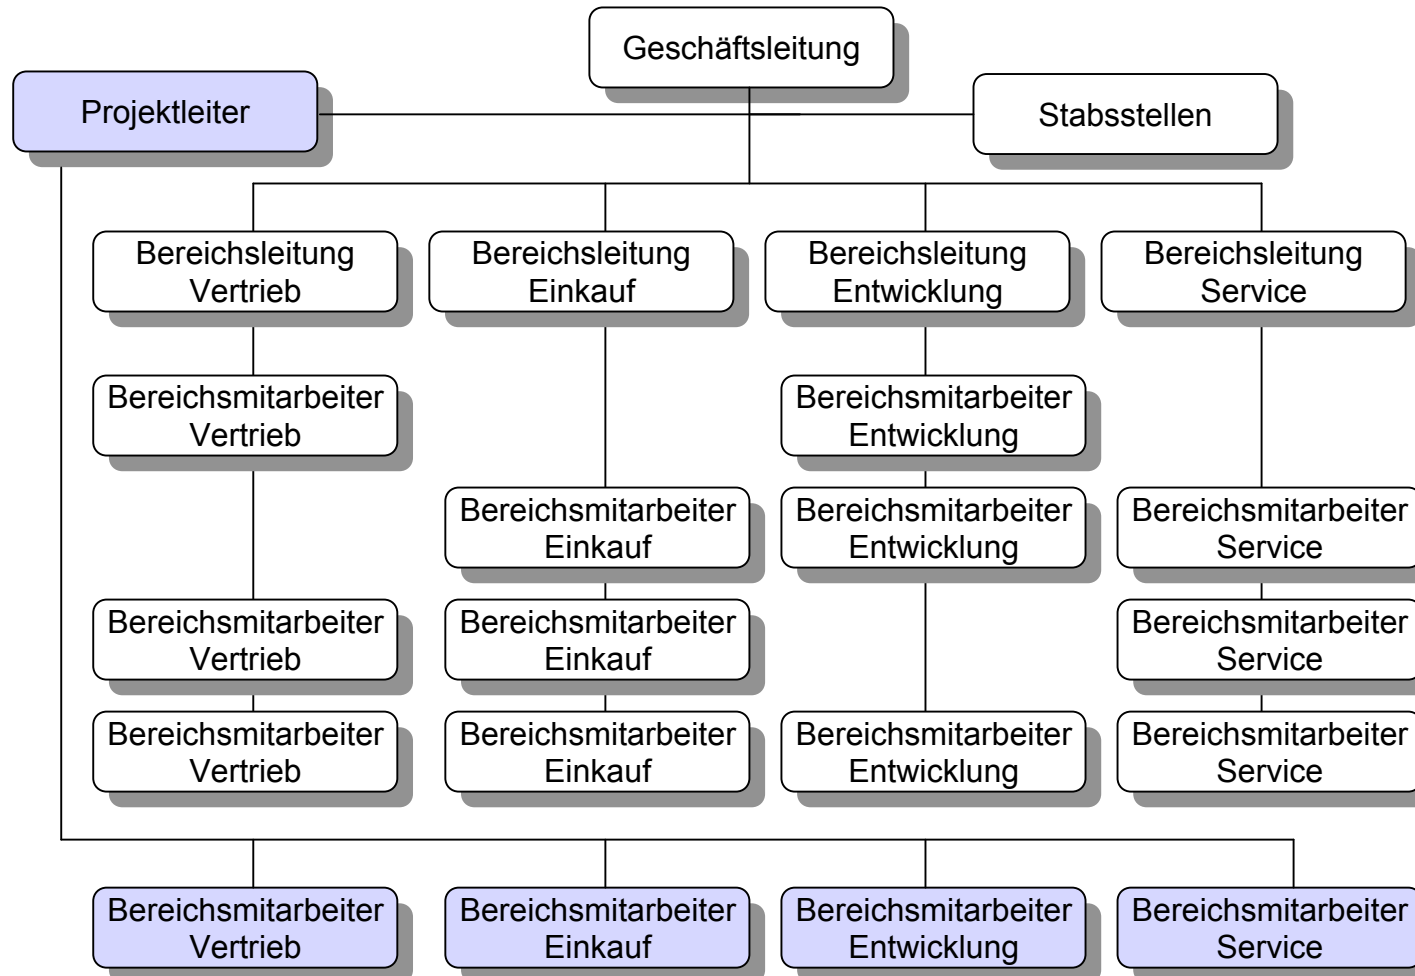 Geschäftsleitung
Projektleiter
Stabsstellen
Bereichsleitung
Vertrieb
Bereichsleitung
Einkauf
Bereichsleitung
Entwicklung
Bereichsleitung
Service
Bereichsmitarbeiter
Vertrieb
Bereichsmitarbeiter
Entwicklung
Bereichsmitarbeiter
Einkauf
Bereichsmitarbeiter
Entwicklung
Bereichsmitarbeiter
Service
Bereichsmitarbeiter
Vertrieb
Bereichsmitarbeiter
Einkauf
Bereichsmitarbeiter
Service
Bereichsmitarbeiter
Vertrieb
Bereichsmitarbeiter
Einkauf
Bereichsmitarbeiter
Entwicklung
Bereichsmitarbeiter
Service
Bereichsmitarbeiter
Vertrieb
Bereichsmitarbeiter
Einkauf
Bereichsmitarbeiter
Entwicklung
Bereichsmitarbeiter
Service